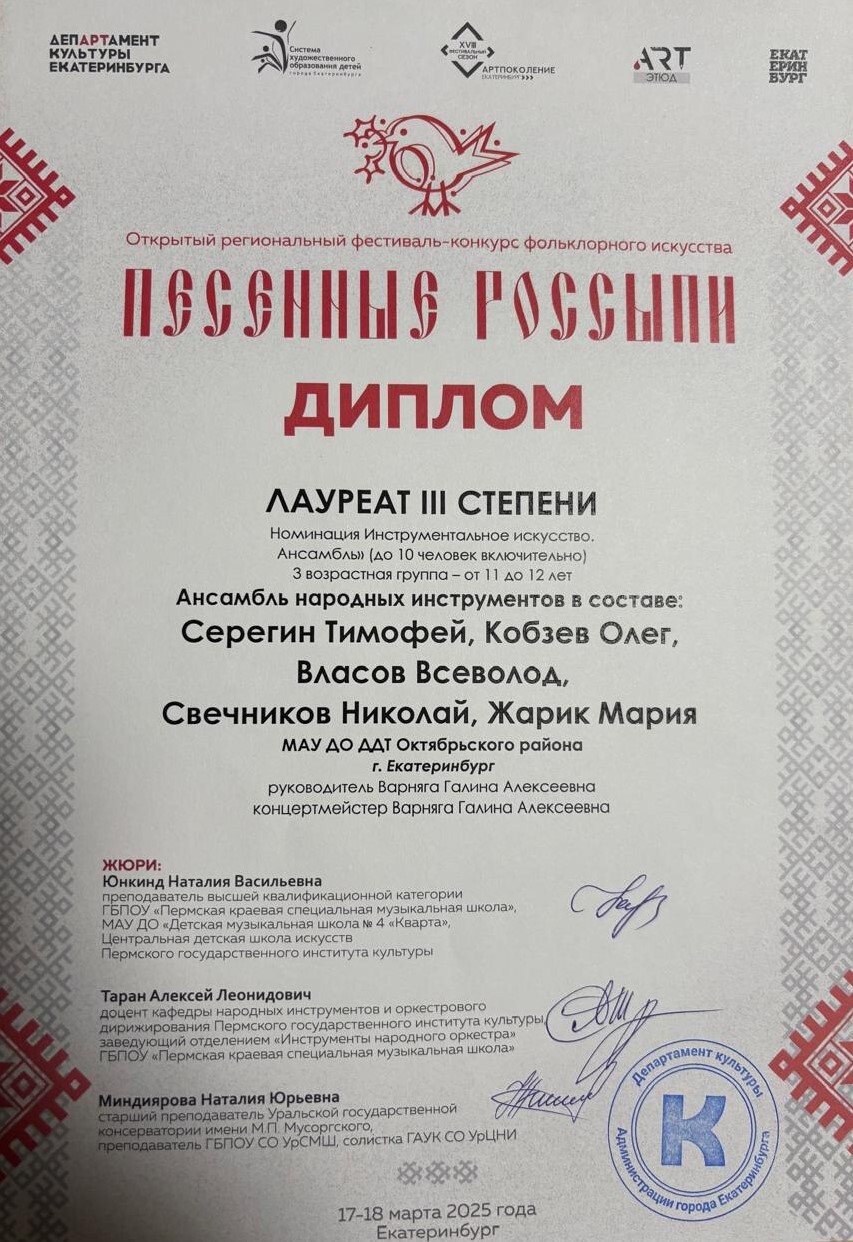 ДЕПАРТАМЕНТ
КУЛЬТУРЫ
ЕКАТЕРИНБУРГА
Система
художественного
образования детей
города Екатеринбурга
XVIII
ФЕСТИВАЛЬНЫЙ
СЕЗОН
АРТПОКОЛЕНИЕ
ЕКАТЕРИНБУРГ>>>
ART
ЭТЮД
ЕКАТ
ЕРИН
БУРГ
Открытый региональный фестиваль-конкурс фольклорного искусства
ПЕСЕННЫЕ РОССЫПИ
ДИПЛОМ
ЛАУРЕАТ III СТЕПЕНИ
Номинация Инструментальное искусство.
Ансамбль» (до 10 человек включительно)
3 возрастная группа – от 11 до 12 лет
Ансамбль народных инструментов в составе:
Серегин Тимофей, Кобзев Олег,
Власов Всеволод,
Свечников Николай, Жарик Мария
МАУ ДО ДДТ Октябрьского района
г. Екатеринбург
руководитель Варняга Галина Алексеевна
концертмейстер Варняга Галина Алексеевна
ЖЮРИ:
Юнкинд Наталия Васильевна
преподаватель высшей квалификационной категории
ГБПОУ «Пермская краевая специальная музыкальная школа»,
МАУ ДО «Детская музыкальная школа № 4 «Кварта»,
Центральная детская школа искусств
Пермского государственного института культуры
Таран Алексей Леонидович
доцент кафедры народных инструментов и оркестрового
дирижирования Пермского государственного института культуры,
заведующий отделением «Инструменты народного оркестра»
ГБПОУ «Пермская краевая специальная музыкальная школа»
Миндиярова Наталия Юрьевна
старший преподаватель Уральской государственной
консерватории имени М.П. Мусоргского,
преподаватель ГБПОУ СО УрСМШ, солистка ГАУК СО УрЦНИ
Департамент культуры
К
Администрации города Екатеринбурга
17-18 марта 2025 года
Екатеринбург